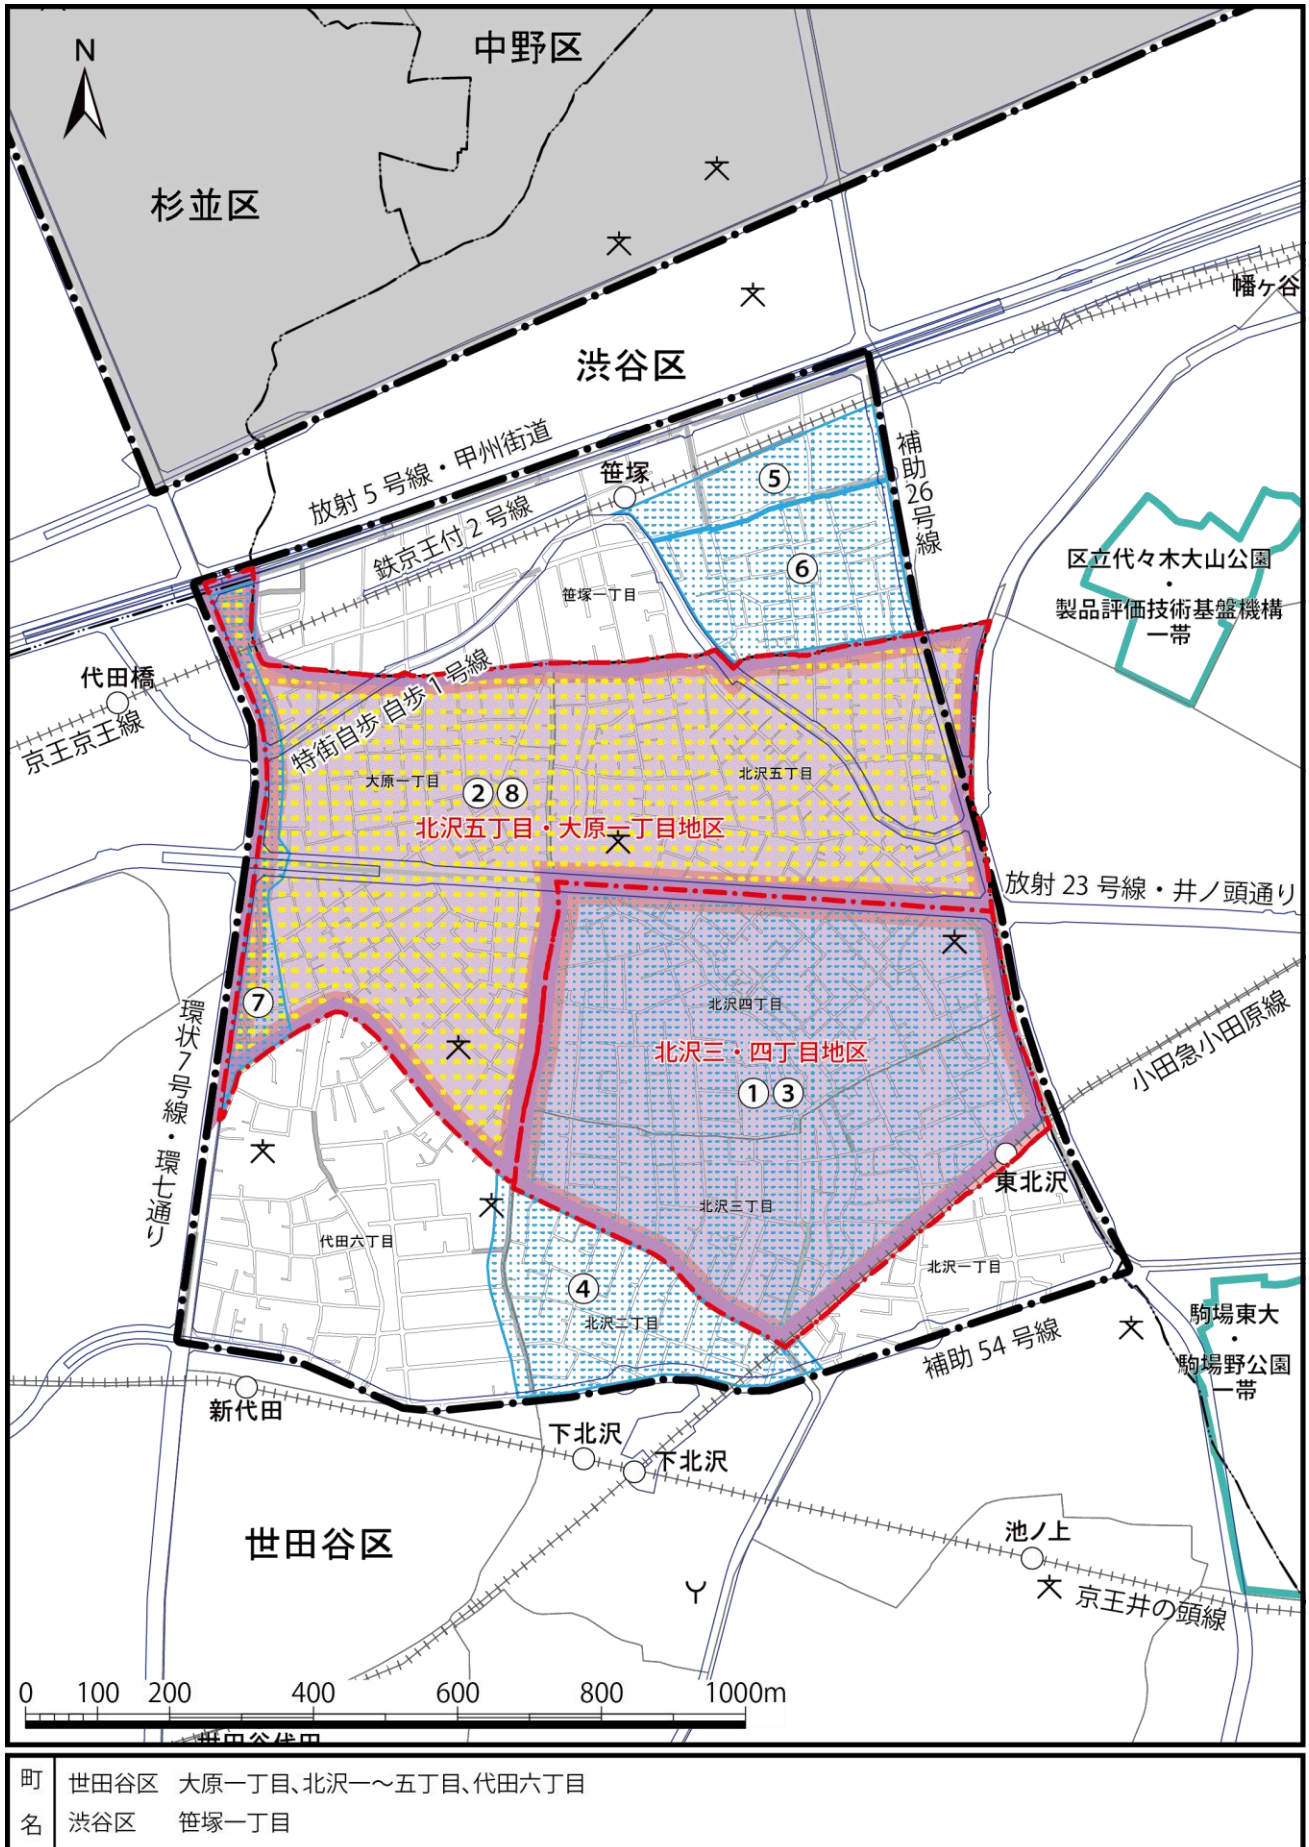 中野区
N
杉並区
幡ヶ谷
渋谷区
放射5号線・甲州街道
補助26号線
笹塚
⑤
鉄京王付2号線
区立代々木大山公園
・
製品評価技術基盤機構
一帯
⑥
笹塚一丁目
代田橋
特街自歩 自歩1号線
京王京王線
大原一丁目
北沢五丁目
②⑧
北沢五丁目・大原一丁目地区
放射23号線・井ノ頭通り
⑦
北沢四丁目
環状7号線・環七通り
北沢三・四丁目地区
小田急小田原線
①③
東北沢
北沢三丁目
代田六丁目
北沢一丁目
④
北沢二丁目
駒場東大
・
駒場野公園
一帯
補助54号線
新代田
下北沢
下北沢
世田谷区
池ノ上
京王井の頭線
0 100 200 400 600 800 1000m
世田谷代田
町名
世田谷区 大原一丁目、北沢一～五丁目、代田六丁目
渋谷区 笹塚一丁目